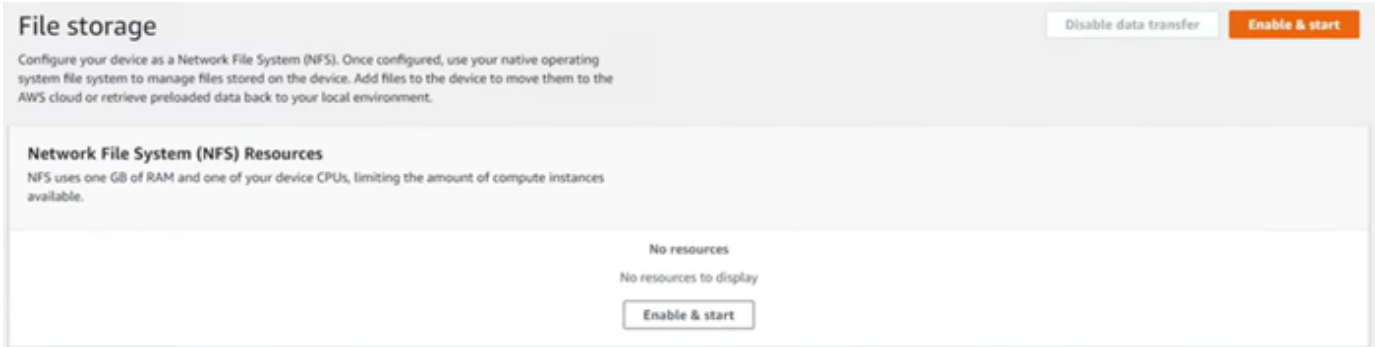 File storage
Disable data transfer
Enable & start
Configure your device as a Network File System (NFS). Once configured, use your native operating
system file system to manage files stored on the device. Add files to the device to move them to the
AWS cloud or retrieve preloaded data back to your local environment.
Network File System (NFS) Resources
NFS uses one GB of RAM and one of your device CPUs, limiting the amount of compute instances
available.
No resources
No resources to display
Enable & start